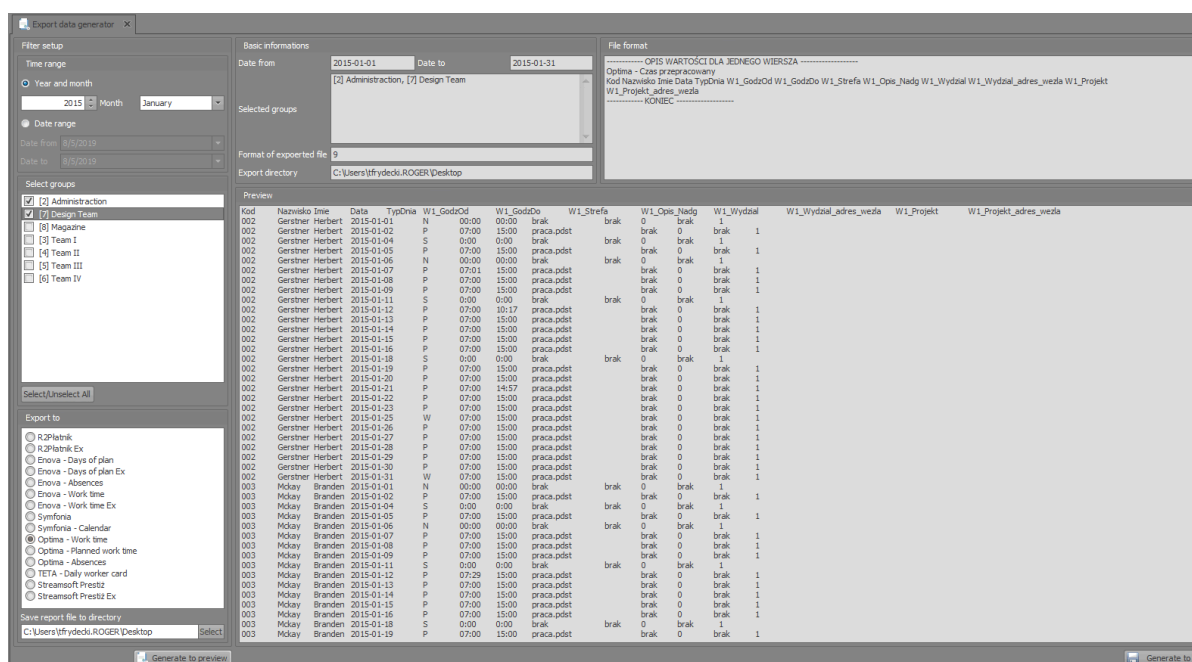 Export data generator ×
Filter setup
Time range
Year and month
2015 Month January
Date range
Date from 8/5/2019
Date to 8/5/2019
Select groups
[2] Administraction
[7] Design Team
[8] Magazine
[3] Team I
[4] Team II
[5] Team III
[6] Team IV
Select/Unselect All
Export to
R2Płatnik
R2Płatnik Ex
Enova - Days of plan
Enova - Days of plan Ex
Enova - Absences
Enova - Work time
Enova - Work time Ex
Symfonia
Symfonia - Calendar
Optima - Work time
Optima - Planned work time
Optima - Absences
TETA - Daily worker card
Streamsoft Prestiż
Streamsoft Prestiż Ex
Save report file to directory
C:\Users\tfrydecki.ROGER\Desktop Select
Generate to preview
Basic informations
Date from 2015-01-01 Date to 2015-01-31
Selected groups [2] Administraction, [7] Design Team
Format of expoerted file 9
Export directory C:\Users\tfrydecki.ROGER\Desktop
File format
------------ OPIS WARTOŚCI DLA JEDNEGO WIERSZA -------------------
Optima - Czas przepracowany
Kod Nazwisko Imie Data TypDnia W1_GodzOd W1_GodzDo W1_Strefa W1_Opis_Nadg W1_Wydzial W1_Wydzial_adres_wezla W1_Projekt
W1_Projekt_adres_wezla
------------ KONIEC -------------------
Preview
Kod Nazwisko Imie Data TypDnia W1_GodzOd W1_GodzDo W1_Strefa W1_Opis_Nadg W1_Wydzial W1_Wydzial_adres_wezla W1_Projekt W1_Projekt_adres_wezla
002 Gerstner Herbert 2015-01-01 N 00:00 00:00 brak brak 0 brak 1
002 Gerstner Herbert 2015-01-02 P 07:00 15:00 praca.pdst brak 0 brak 1
002 Gerstner Herbert 2015-01-04 S 0:00 0:00 brak brak 0 brak 1
002 Gerstner Herbert 2015-01-05 P 07:00 15:00 praca.pdst brak 0 brak 1
002 Gerstner Herbert 2015-01-06 N 00:00 00:00 brak brak 0 brak 1
002 Gerstner Herbert 2015-01-07 P 07:01 15:00 praca.pdst brak 0 brak 1
002 Gerstner Herbert 2015-01-08 P 07:00 15:00 praca.pdst brak 0 brak 1
002 Gerstner Herbert 2015-01-09 P 07:00 15:00 praca.pdst brak 0 brak 1
002 Gerstner Herbert 2015-01-11 S 0:00 0:00 brak brak 0 brak 1
002 Gerstner Herbert 2015-01-12 P 07:00 10:17 praca.pdst brak 0 brak 1
002 Gerstner Herbert 2015-01-13 P 07:00 15:00 praca.pdst brak 0 brak 1
002 Gerstner Herbert 2015-01-14 P 07:00 15:00 praca.pdst brak 0 brak 1
002 Gerstner Herbert 2015-01-15 P 07:00 15:00 praca.pdst brak 0 brak 1
002 Gerstner Herbert 2015-01-16 P 07:00 15:00 praca.pdst brak 0 brak 1
002 Gerstner Herbert 2015-01-18 S 0:00 0:00 brak brak 0 brak 1
002 Gerstner Herbert 2015-01-19 P 07:00 15:00 praca.pdst brak 0 brak 1
002 Gerstner Herbert 2015-01-20 P 07:00 15:00 praca.pdst brak 0 brak 1
002 Gerstner Herbert 2015-01-21 P 07:00 14:57 praca.pdst brak 0 brak 1
002 Gerstner Herbert 2015-01-22 P 07:00 15:00 praca.pdst brak 0 brak 1
002 Gerstner Herbert 2015-01-23 P 07:00 15:00 praca.pdst brak 0 brak 1
002 Gerstner Herbert 2015-01-25 W 07:00 15:00 praca.pdst brak 0 brak 1
002 Gerstner Herbert 2015-01-26 P 07:00 15:00 praca.pdst brak 0 brak 1
002 Gerstner Herbert 2015-01-27 P 07:00 15:00 praca.pdst brak 0 brak 1
002 Gerstner Herbert 2015-01-28 P 07:00 15:00 praca.pdst brak 0 brak 1
002 Gerstner Herbert 2015-01-29 P 07:00 15:00 praca.pdst brak 0 brak 1
002 Gerstner Herbert 2015-01-30 P 07:00 15:00 praca.pdst brak 0 brak 1
002 Gerstner Herbert 2015-01-31 W 07:00 15:00 praca.pdst brak 0 brak 1
003 Mckay Branden 2015-01-01 N 00:00 00:00 brak brak 0 brak 1
003 Mckay Branden 2015-01-02 P 07:00 15:00 praca.pdst brak 0 brak 1
003 Mckay Branden 2015-01-04 S 0:00 0:00 brak brak 0 brak 1
003 Mckay Branden 2015-01-05 P 07:00 15:00 praca.pdst brak 0 brak 1
003 Mckay Branden 2015-01-06 N 00:00 00:00 brak brak 0 brak 1
003 Mckay Branden 2015-01-07 P 07:00 15:00 praca.pdst brak 0 brak 1
003 Mckay Branden 2015-01-08 P 07:00 15:00 praca.pdst brak 0 brak 1
003 Mckay Branden 2015-01-09 P 07:00 15:00 praca.pdst brak 0 brak 1
003 Mckay Branden 2015-01-11 S 0:00 0:00 brak brak 0 brak 1
003 Mckay Branden 2015-01-12 P 07:29 15:00 praca.pdst brak 0 brak 1
003 Mckay Branden 2015-01-13 P 07:00 15:00 praca.pdst brak 0 brak 1
003 Mckay Branden 2015-01-14 P 07:00 15:00 praca.pdst brak 0 brak 1
003 Mckay Branden 2015-01-15 P 07:00 15:00 praca.pdst brak 0 brak 1
003 Mckay Branden 2015-01-16 P 07:00 15:00 praca.pdst brak 0 brak 1
003 Mckay Branden 2015-01-18 S 0:00 0:00 brak brak 0 brak 1
003 Mckay Branden 2015-01-19 P 07:00 15:00 praca.pdst brak 0 brak 1
Generate to